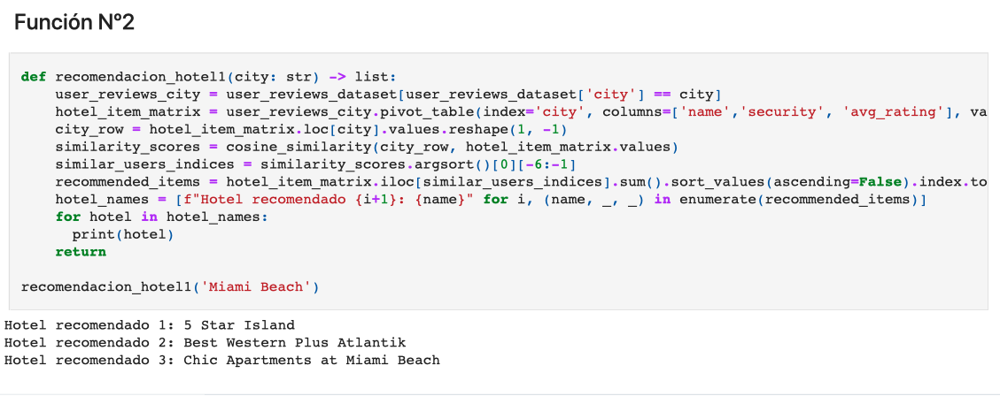 Función Nº2
def recomendacion_hotel1(city: str) -> list:
    user_reviews_city = user_reviews_dataset[user_reviews_dataset['city'] == city]
    hotel_item_matrix = user_reviews_city.pivot_table(index='city', columns=['name','security', 'avg_rating'], va
    city_row = hotel_item_matrix.loc[city].values.reshape(1, -1)
    similarity_scores = cosine_similarity(city_row, hotel_item_matrix.values)
    similar_users_indices = similarity_scores.argsort()[0][-6:-1]
    recommended_items = hotel_item_matrix.iloc[similar_users_indices].sum().sort_values(ascending=False).index.to
    hotel_names = [f"Hotel recomendado {i+1}: {name}" for i, (name, _, _) in enumerate(recommended_items)]
    for hotel in hotel_names:
      print(hotel)
    return
recomendacion_hotel1('Miami Beach')
Hotel recomendado 1: 5 Star Island
Hotel recomendado 2: Best Western Plus Atlantik
Hotel recomendado 3: Chic Apartments at Miami Beach